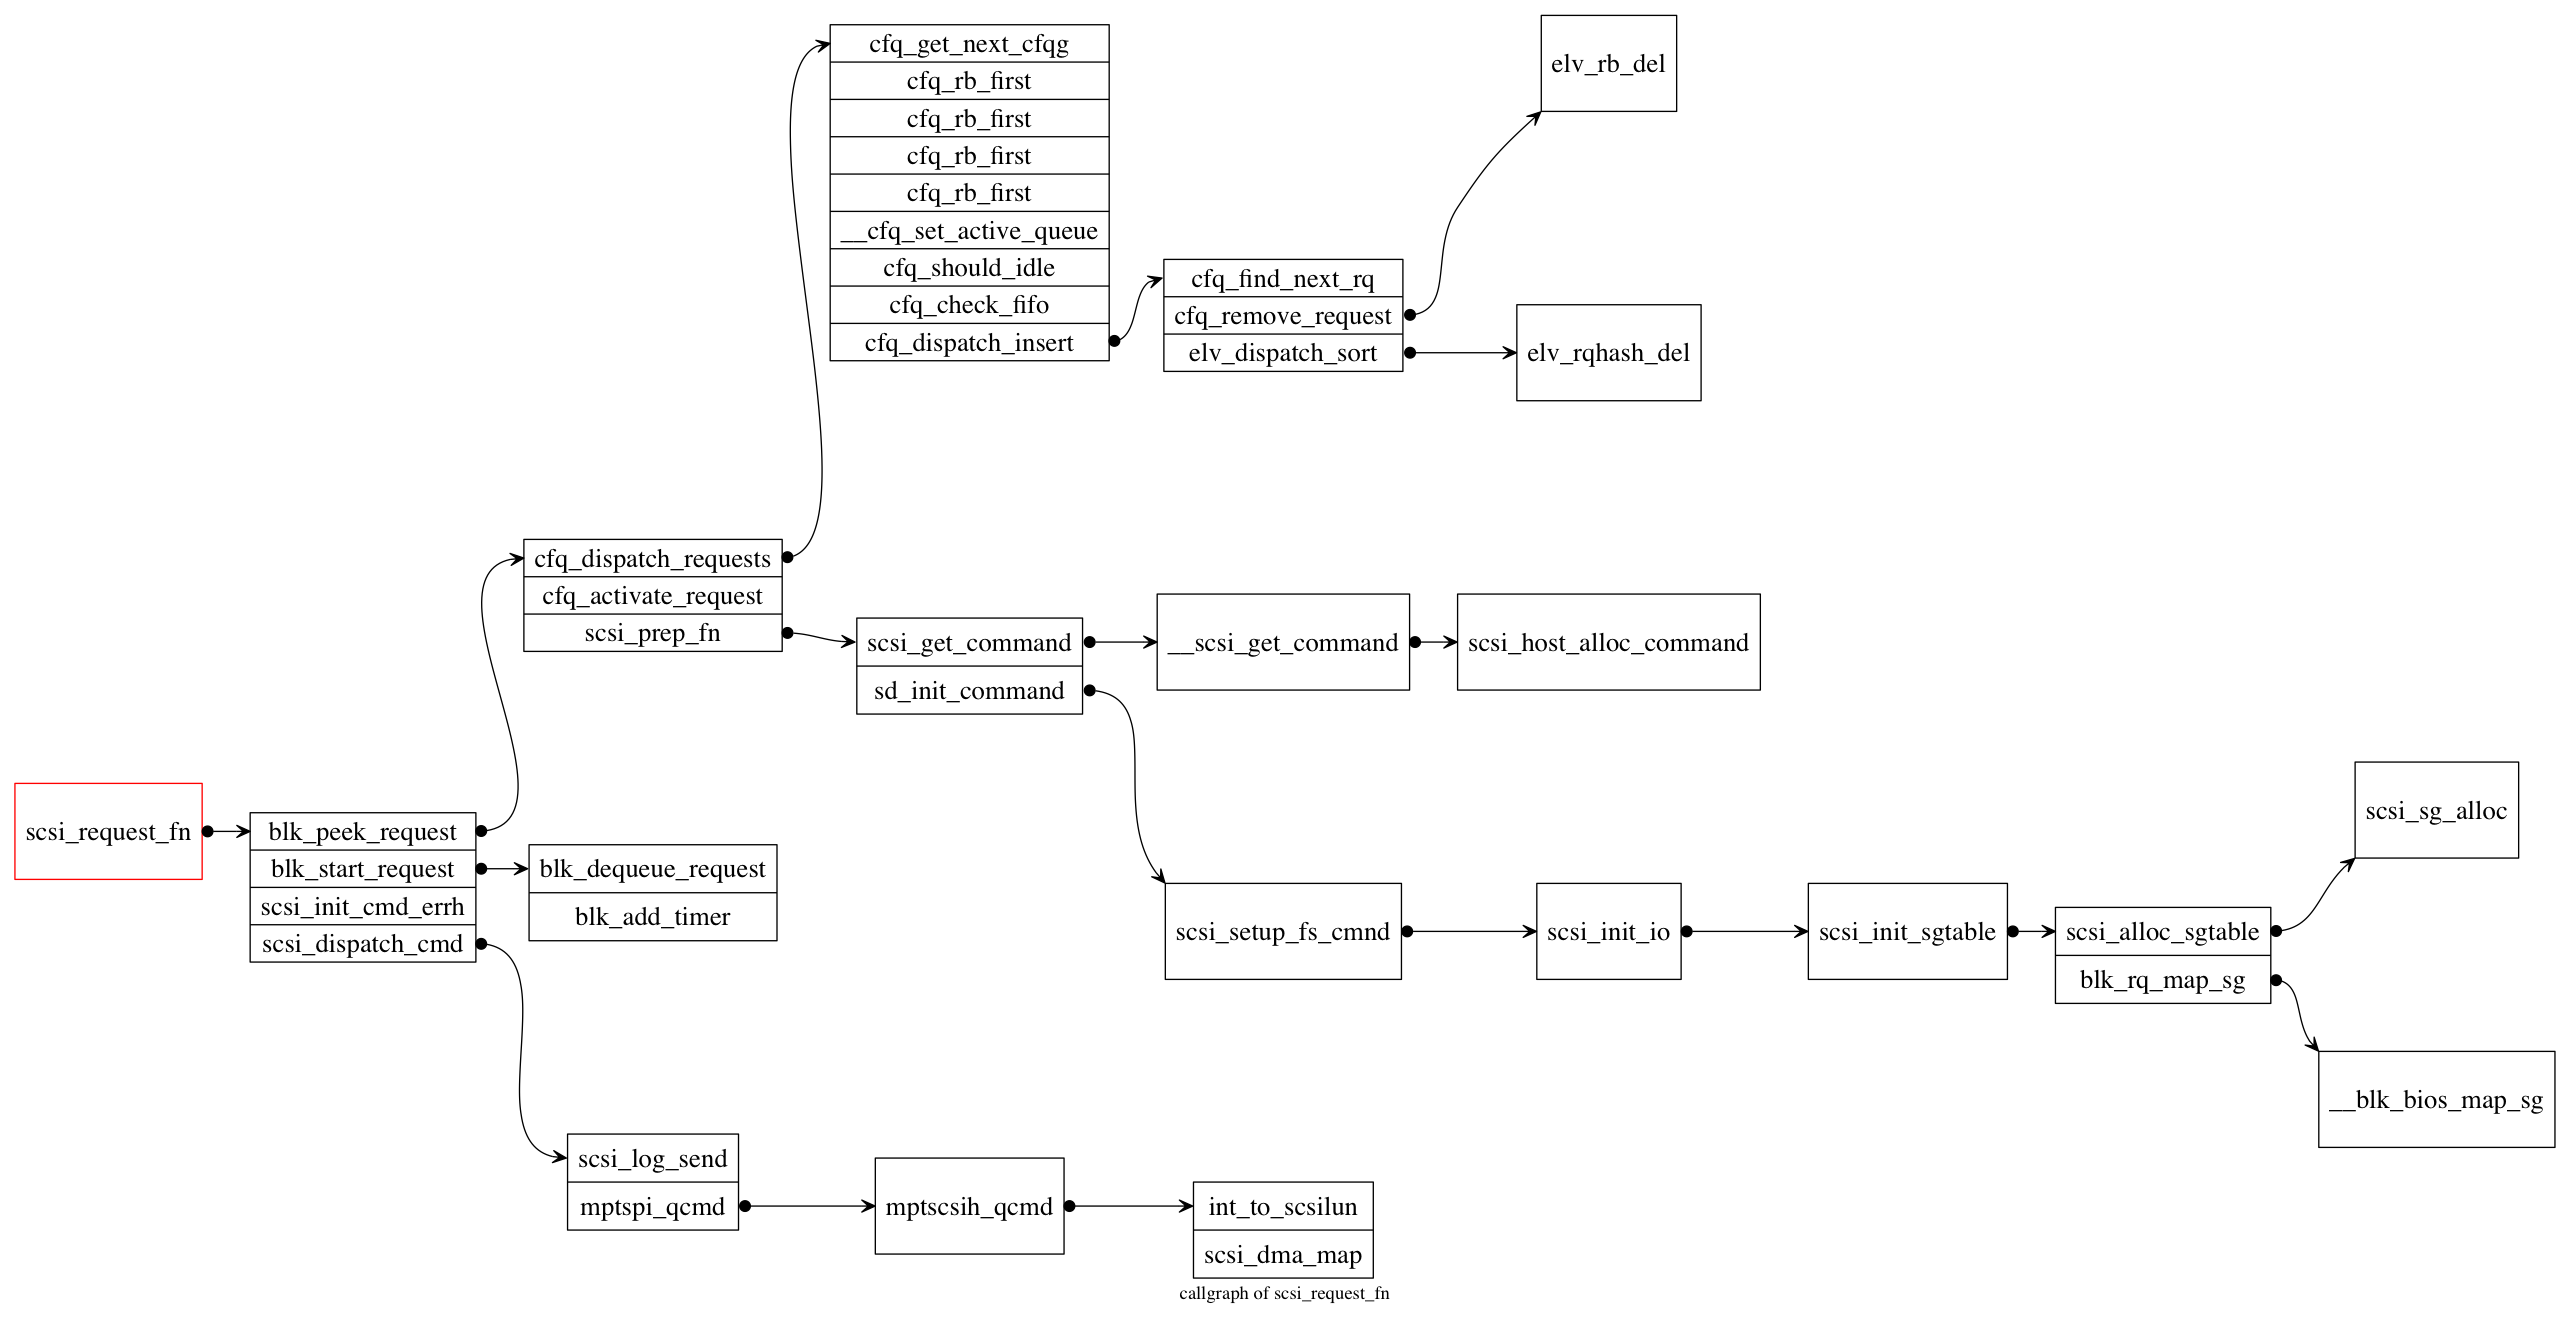 cfq_get_next_cfqg
cfq_rb_first
cfq_rb_first
cfq_rb_first
cfq_rb_first
__cfq_set_active_queue
cfq_should_idle
cfq_check_fifo
cfq_dispatch_insert
elv_rb_del
cfq_find_next_rq
cfq_remove_request
elv_dispatch_sort
elv_rqhash_del
cfq_dispatch_requests
cfq_activate_request
scsi_prep_fn
scsi_get_command
sd_init_command
__scsi_get_command
scsi_host_alloc_command
scsi_request_fn
blk_peek_request
blk_start_request
scsi_init_cmd_errh
scsi_dispatch_cmd
blk_dequeue_request
blk_add_timer
scsi_setup_fs_cmnd
scsi_init_io
scsi_init_sgtable
scsi_alloc_sgtable
blk_rq_map_sg
scsi_sg_alloc
__blk_bios_map_sg
scsi_log_send
mptspi_qcmd
mptscsih_qcmd
int_to_scsilun
scsi_dma_map
callgraph of scsi_request_fn